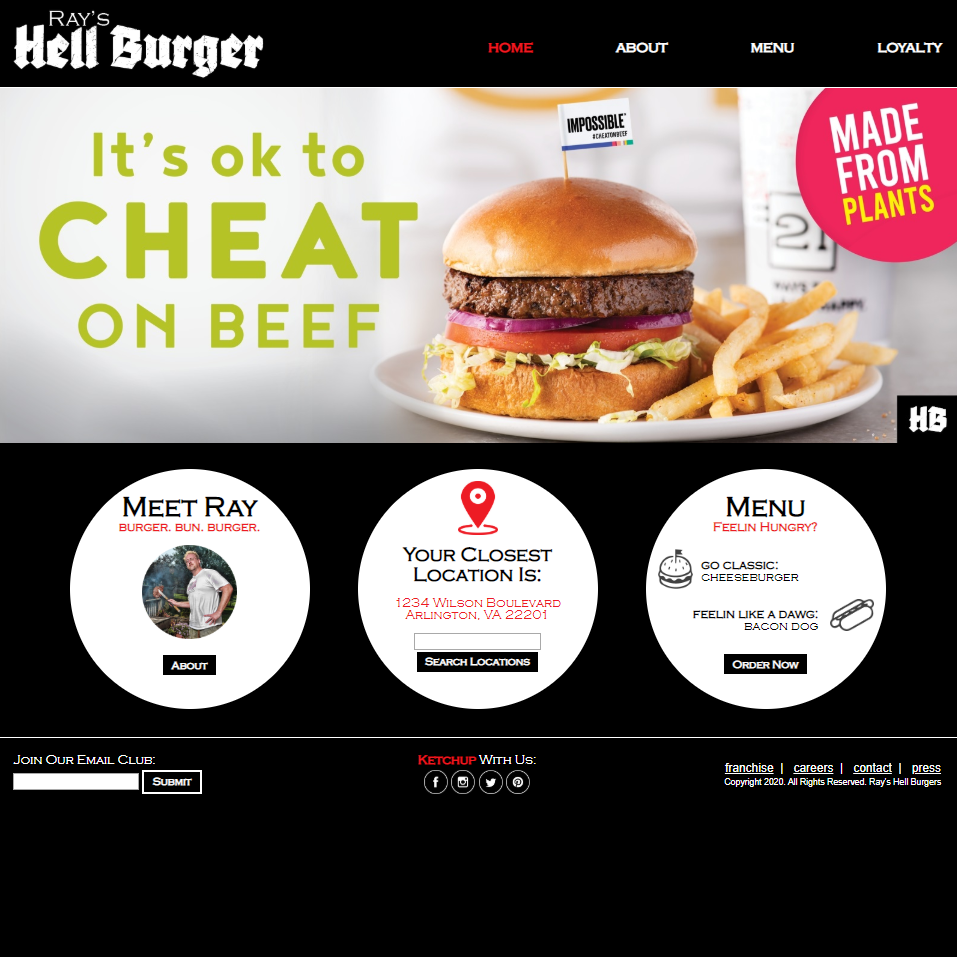 Ray's
Hell Burger
HOME
ABOUT
MENU
LOYALTY
It's ok to
CHEAT
ON BEEF
IMPOSSIBLE
#CHEATONBEEF
MADE
FROM
PLANTS
HB
Meet Ray
BURGER. BUN. BURGER.
About
Your Closest
Location Is:
1234 Wilson Boulevard
Arlington, VA 22201
Search Locations
Menu
Feelin Hungry?
GO CLASSIC:
CHEESEBURGER
FEELIN LIKE A DAWG:
BACON DOG
Order Now
Join Our Email Club:
Submit
Ketchup With Us:
franchise | careers | contact | press
Copyright 2020. All Rights Reserved. Ray's Hell Burgers